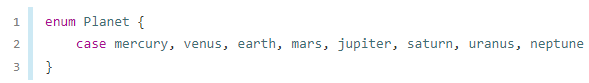 1 enum Planet {
2     case mercury, venus, earth, mars, jupiter, saturn, uranus, neptune
3 }